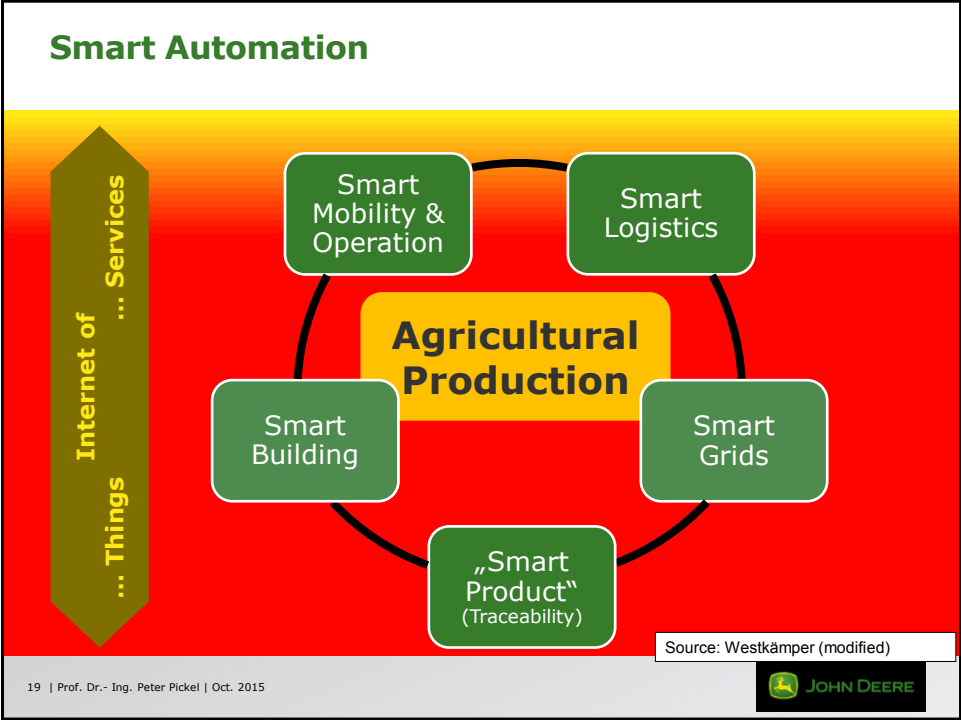 Smart Automation
Smart
Mobility &
Operation
Smart
Logistics
Agricultural
Production
Smart
Building
Smart
Grids
„Smart
Product“
(Traceability)
Internet of
... Services
... Things
Source: Westkämper (modified)
19 | Prof. Dr.- Ing. Peter Pickel | Oct. 2015
JOHN DEERE